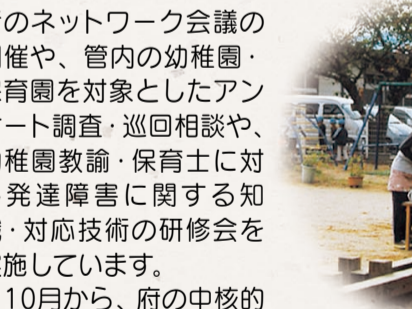 のネットワーク会議の
催や、管内の幼稚園・
育園を対象としたアン
ート調査・巡回相談や、
稚園教諭・保育士に対
発達障害に関する知
・対応技術の研修会を
施しています。
10月から、府の中核的